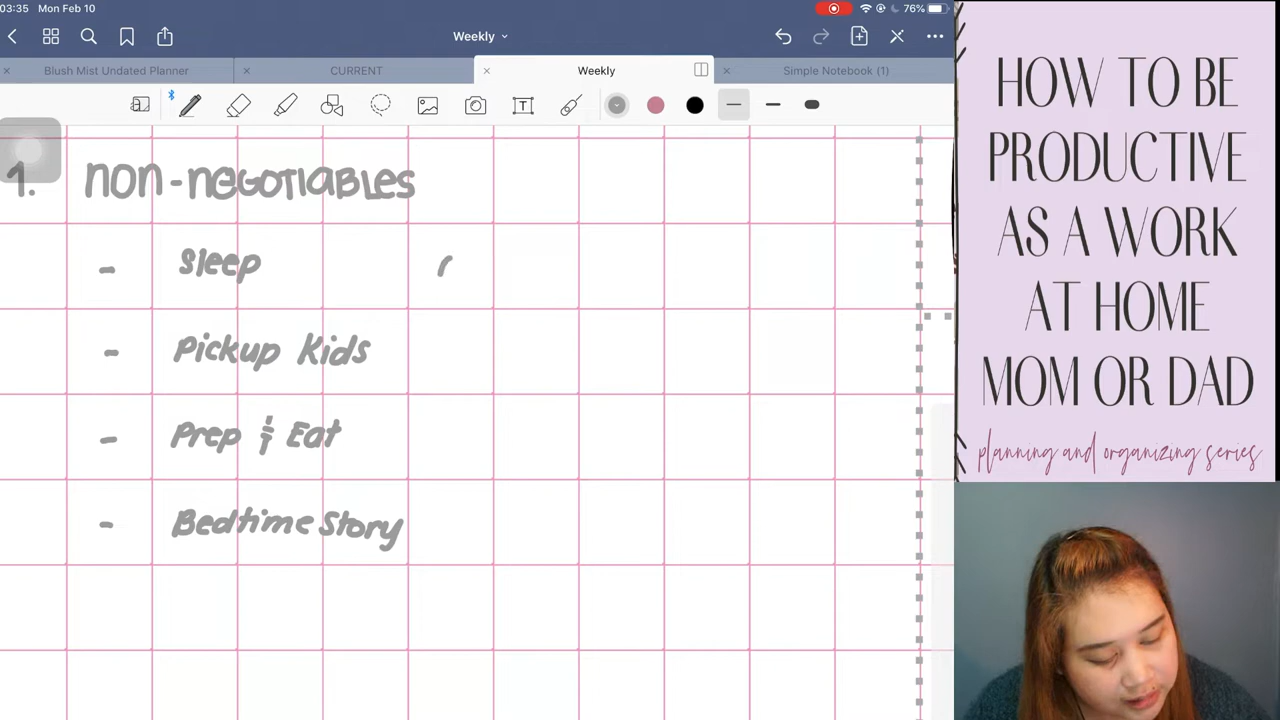 03:35 Mon Feb 10 76%
Weekly
Blush Mist Undated Planner CURRENT Weekly Simple Notebook (1)
1. NON-NEGOTIABLES
- Sleep
- Pickup Kids
- Prep & Eat
- Bedtime Story
HOW TO BE
PRODUCTIVE
AS A WORK
AT HOME
MOM OR DAD
planning and organizing series